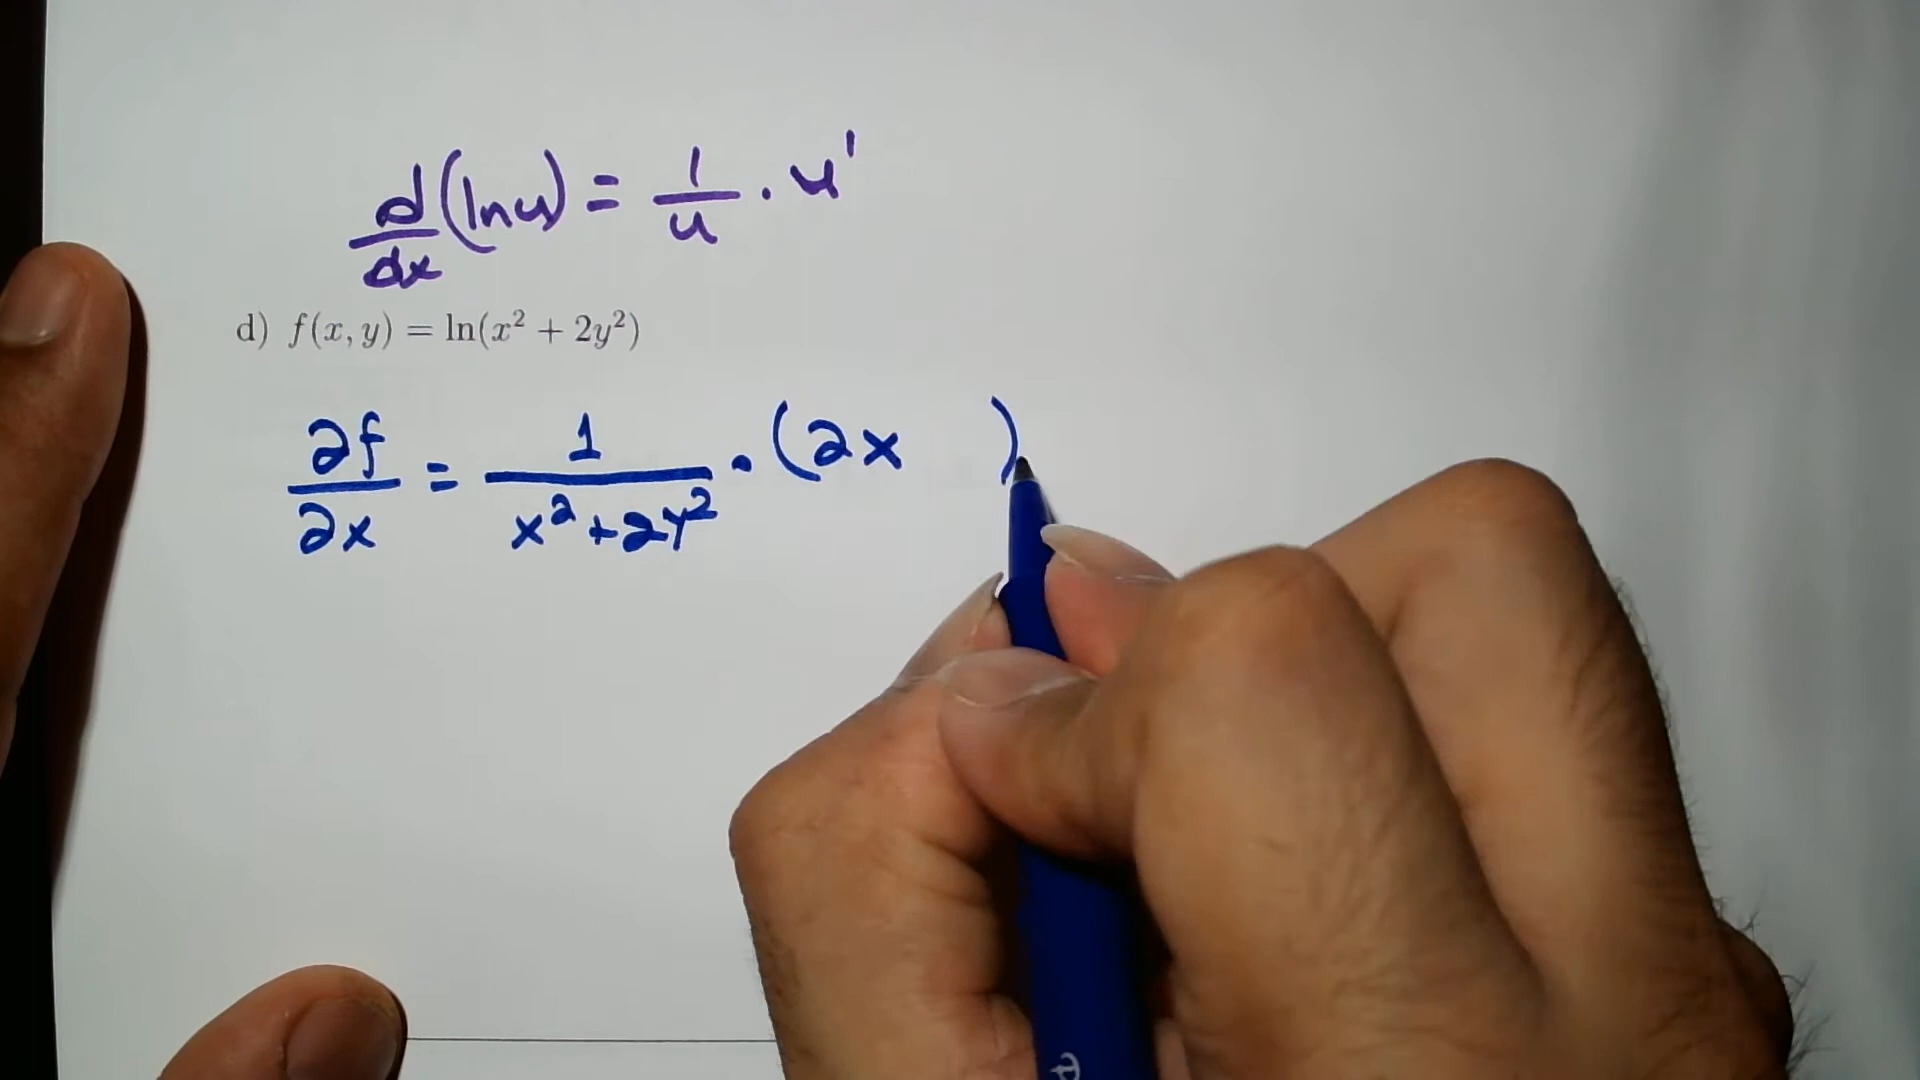 d/dx (ln u) = 1/u · u'
d) f(x, y) = ln(x² + 2y²)
∂f/∂x = 1/(x² + 2y²) · (2x )